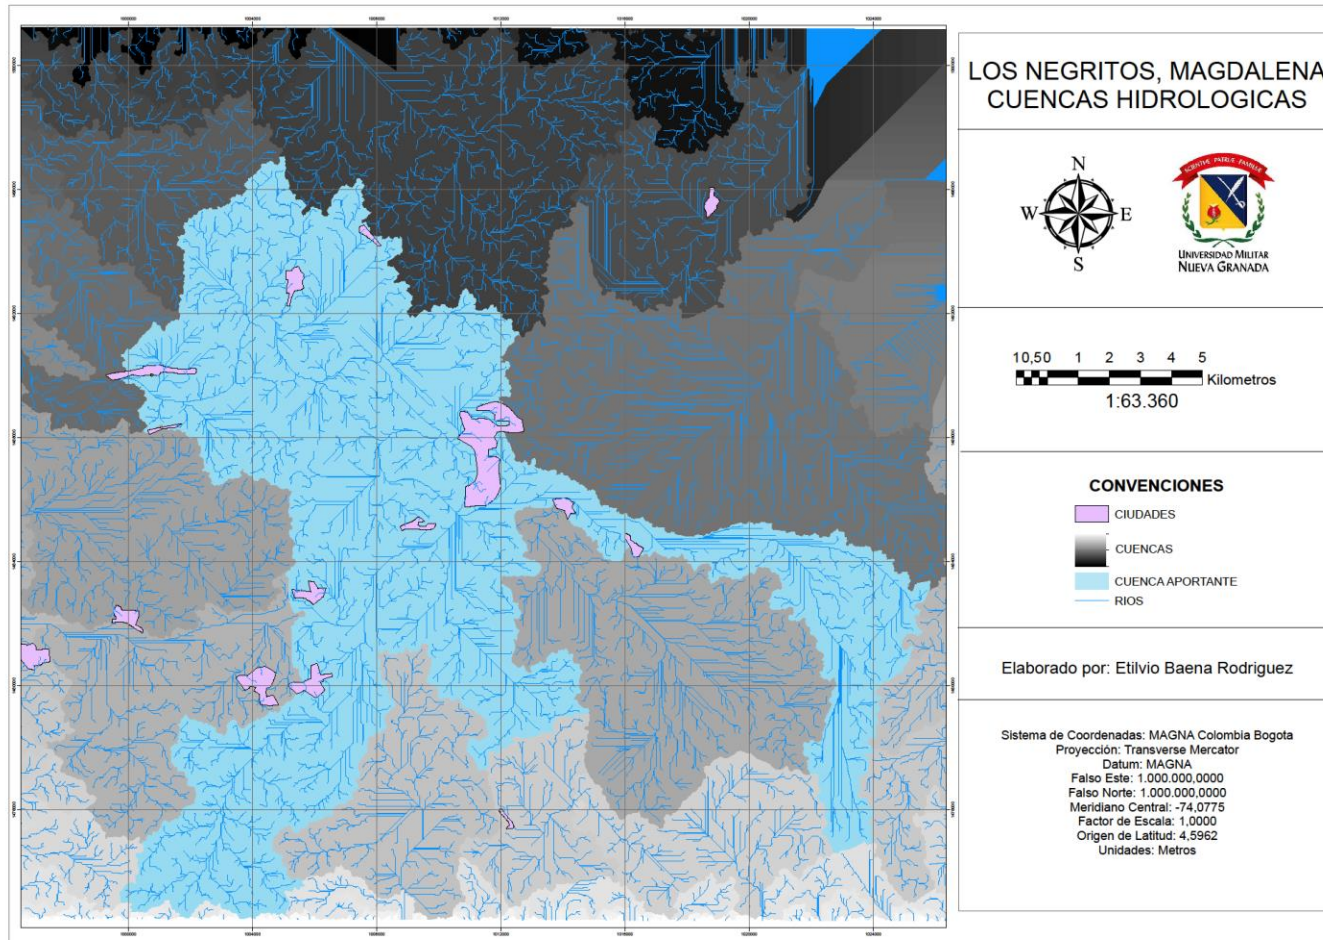 LOS NEGRITOS, MAGDALENA
CUENCAS HIDROLOGICAS
N
W
E
S
UNIVERSIDAD MILITAR
NUEVA GRANADA
10,50 1 2 3 4 5
Kilometros
1:63.360
CONVENCIONES
CIUDADES
CUENCAS
CUENCA APORTANTE
RIOS
Elaborado por: Etilvio Baena Rodriguez
Sistema de Coordenadas: MAGNA Colombia Bogota
Proyección: Transverse Mercator
Datum: MAGNA
Falso Este: 1.000.000,0000
Falso Norte: 1.000.000,0000
Meridiano Central: -74,0775
Factor de Escala: 1,0000
Origen de Latitud: 4,5962
Unidades: Metros